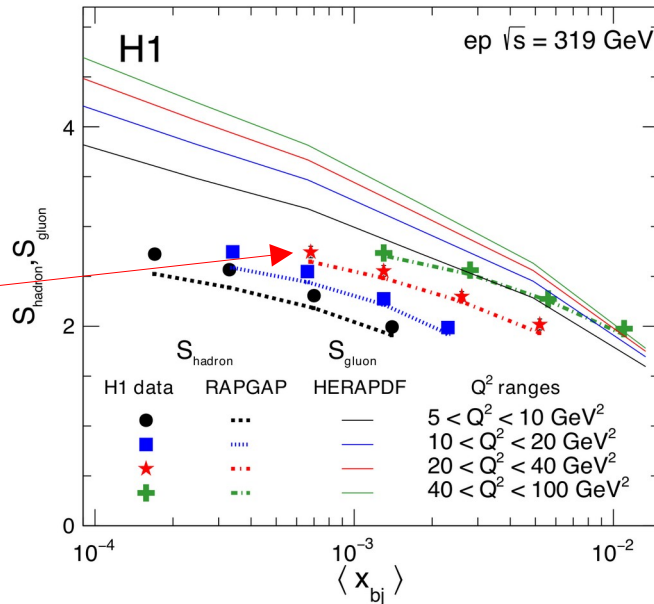 H1
ep √s = 319 GeV
S_hadron, S_gluon
4
2
0
S_hadron S_gluon
H1 data RAPGAP HERAPDF Q² ranges
5 < Q² < 10 GeV²
10 < Q² < 20 GeV²
20 < Q² < 40 GeV²
40 < Q² < 100 GeV²
10⁻⁴ 10⁻³ 10⁻²
⟨ x_bj ⟩